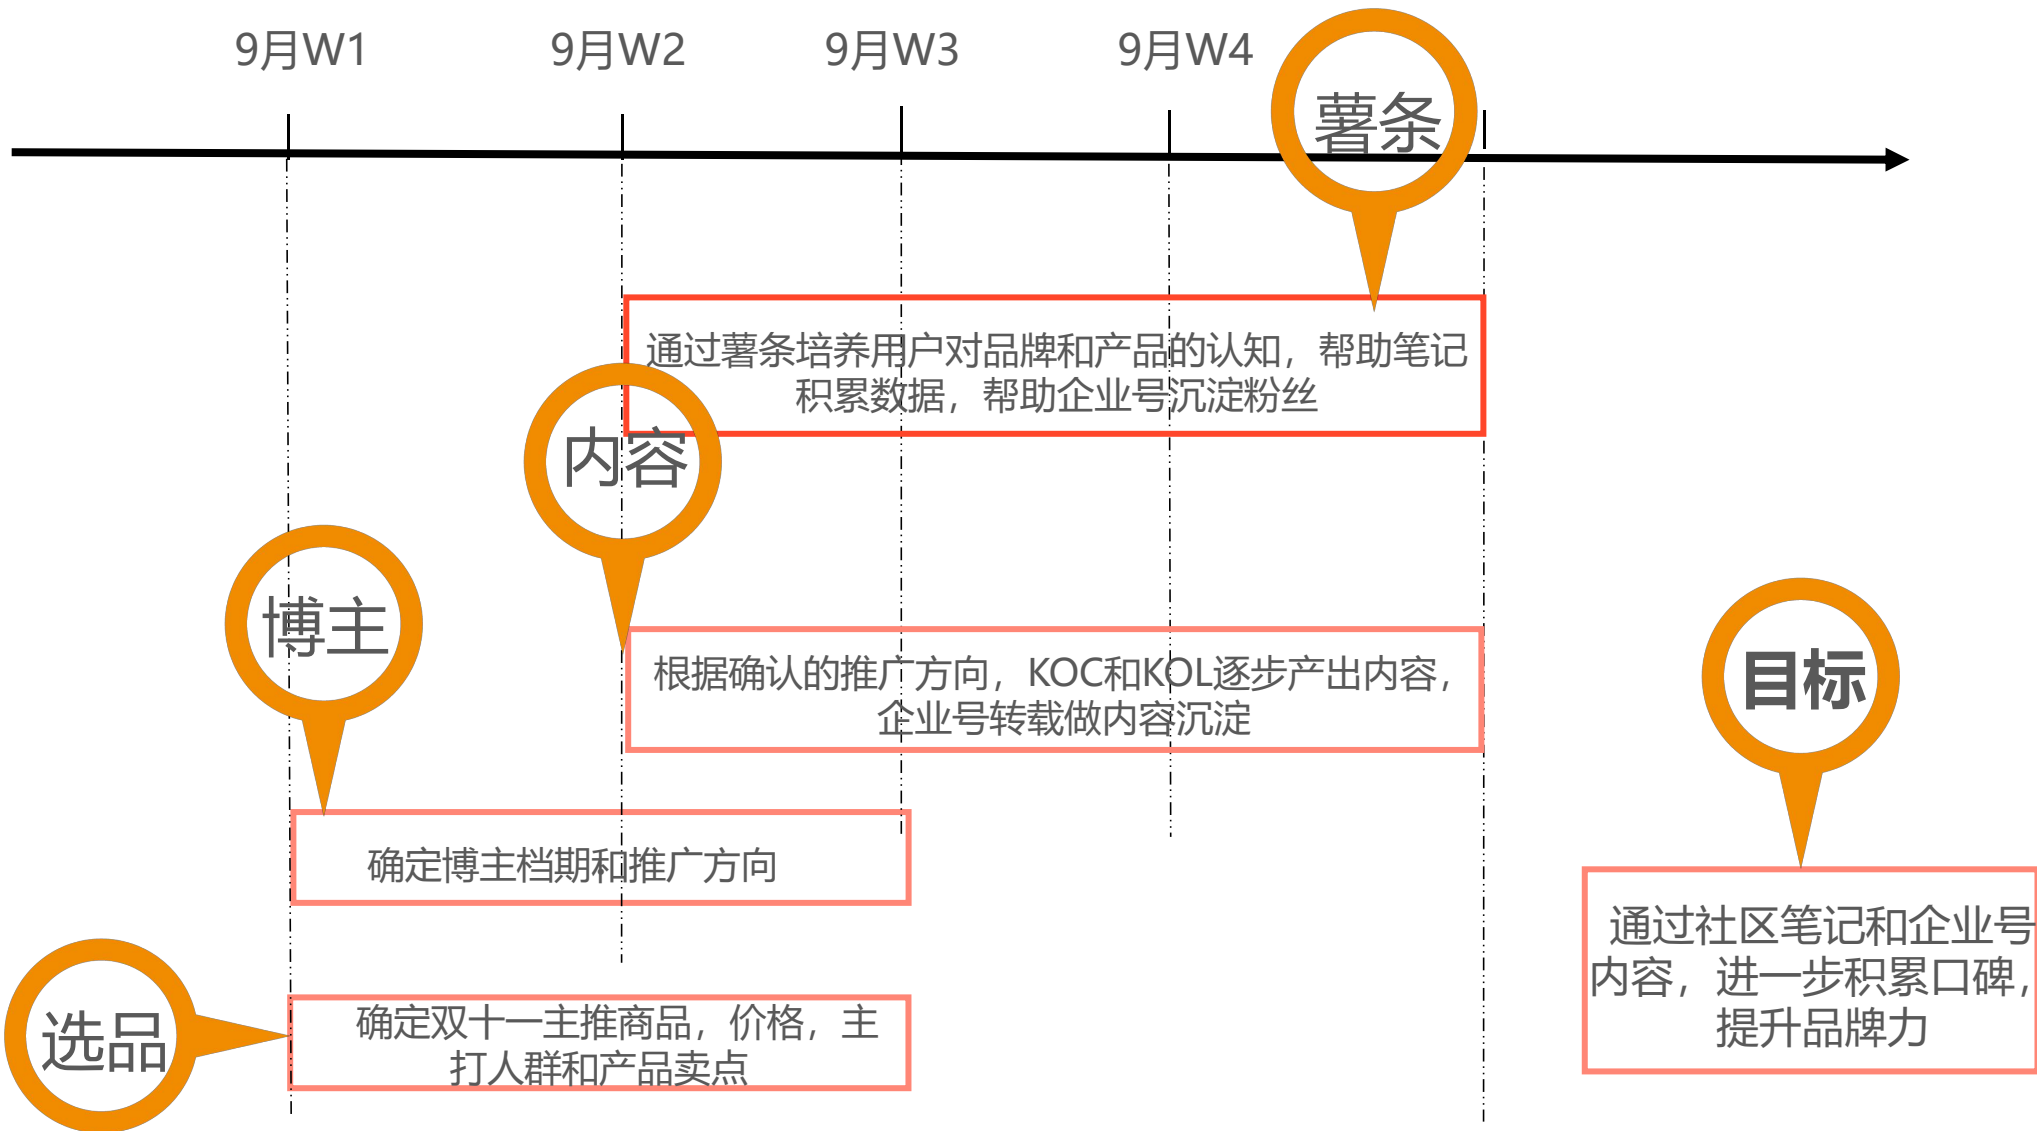 9月W1
9月W2
9月W3
9月W4
薯条
通过薯条培养用户对品牌和产品的认知，帮助笔记
积累数据，帮助企业号沉淀粉丝
内容
根据确认的推广方向，KOC和KOL逐步产出内容，
企业号转载做内容沉淀
博主
确定博主档期和推广方向
选品
确定双十一主推商品，价格，主
打人群和产品卖点
目标
通过社区笔记和企业号
内容，进一步积累口碑，
提升品牌力